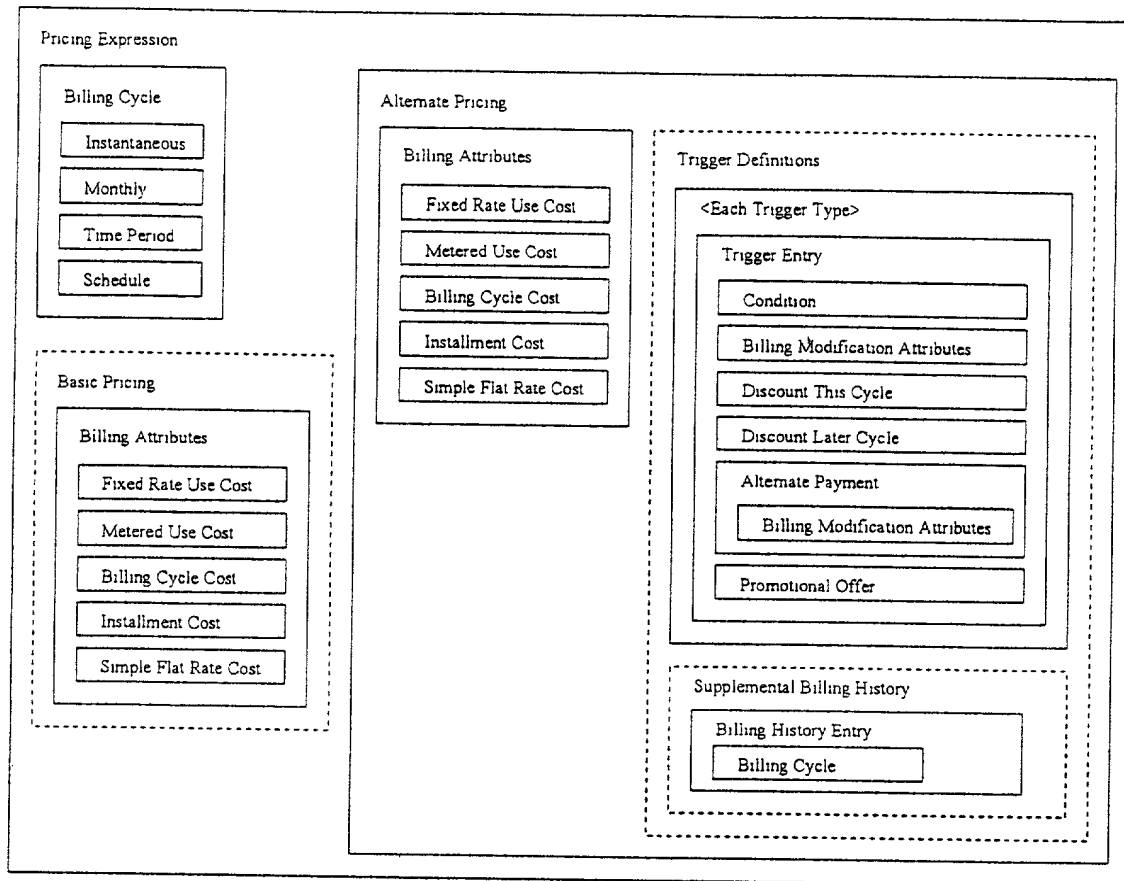 Pricing Expression
Billing Cycle
Instantaneous
Monthly
Time Period
Schedule
Basic Pricing
Billing Attributes
Fixed Rate Use Cost
Metered Use Cost
Billing Cycle Cost
Installment Cost
Simple Flat Rate Cost
Alternate Pricing
Billing Attributes
Fixed Rate Use Cost
Metered Use Cost
Billing Cycle Cost
Installment Cost
Simple Flat Rate Cost
Trigger Definitions
<Each Trigger Type>
Trigger Entry
Condition
Billing Modification Attributes
Discount This Cycle
Discount Later Cycle
Alternate Payment
Billing Modification Attributes
Promotional Offer
Supplemental Billing History
Billing History Entry
Billing Cycle